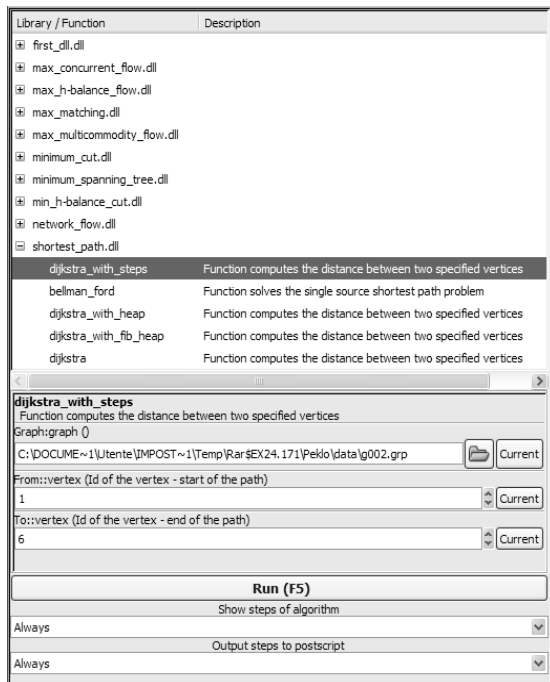 Library / Function Description
first_dll.dll
max_concurrent_flow.dll
max_h-balance_flow.dll
max_matching.dll
max_multicommodity_flow.dll
minimum_cut.dll
minimum_spanning_tree.dll
min_h-balance_cut.dll
network_flow.dll
shortest_path.dll
dijkstra_with_steps Function computes the distance between two specified vertices
bellman_ford Function solves the single source shortest path problem
dijkstra_with_heap Function computes the distance between two specified vertices
dijkstra_with_fib_heap Function computes the distance between two specified vertices
dijkstra Function computes the distance between two specified vertices
dijkstra_with_steps
Function computes the distance between two specified vertices
Graph:graph ()
C:\DOCUME~1\Utente\IMPOST~1\Temp\Rar$EX24.171\Peklo\data\g002.grp Current
From::vertex (Id of the vertex - start of the path)
1 Current
To::vertex (Id of the vertex - end of the path)
6 Current
Run (F5)
Show steps of algorithm
Always
Output steps to postscript
Always